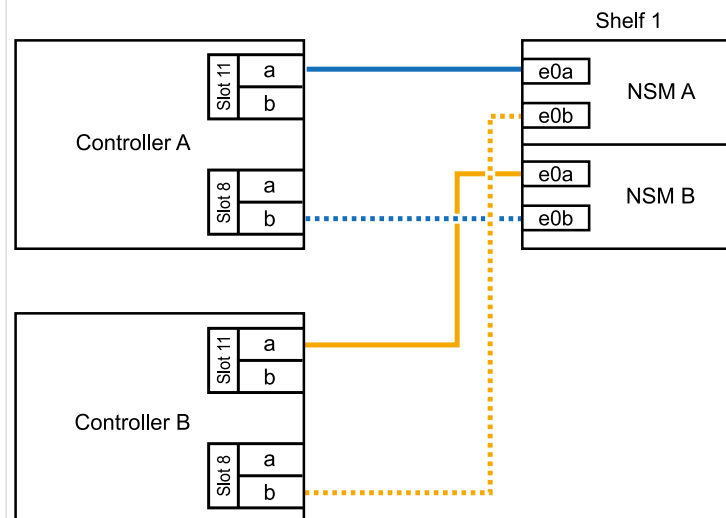 Shelf 1
Controller A
Slot 11
a
b
Slot 8
a
b
e0a
e0b
NSM A
e0a
e0b
NSM B
Controller B
Slot 11
a
b
Slot 8
a
b